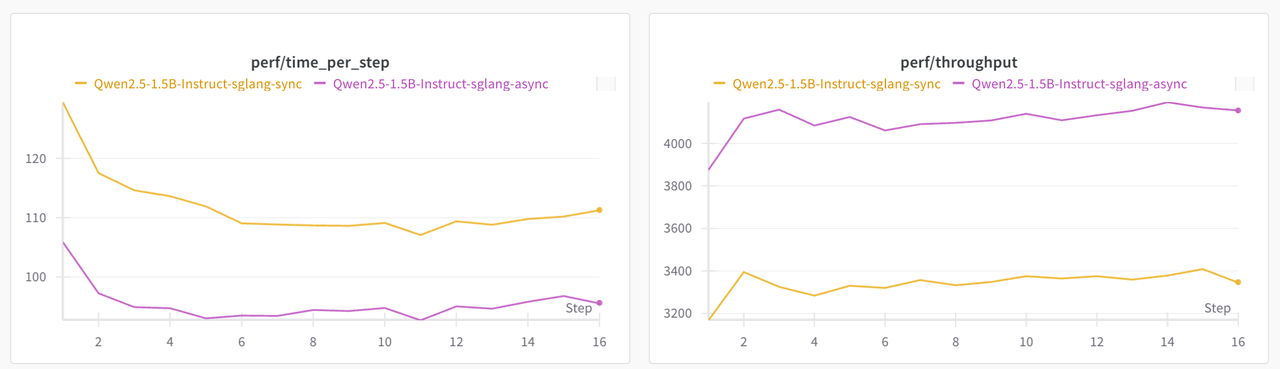 perf/time_per_step
Qwen2.5-1.5B-Instruct-sglang-sync Qwen2.5-1.5B-Instruct-sglang-async
120
110
100
Step
2 4 6 8 10 12 14 16
perf/throughput
Qwen2.5-1.5B-Instruct-sglang-sync Qwen2.5-1.5B-Instruct-sglang-async
4000
3800
3600
3400
3200
Step
2 4 6 8 10 12 14 16